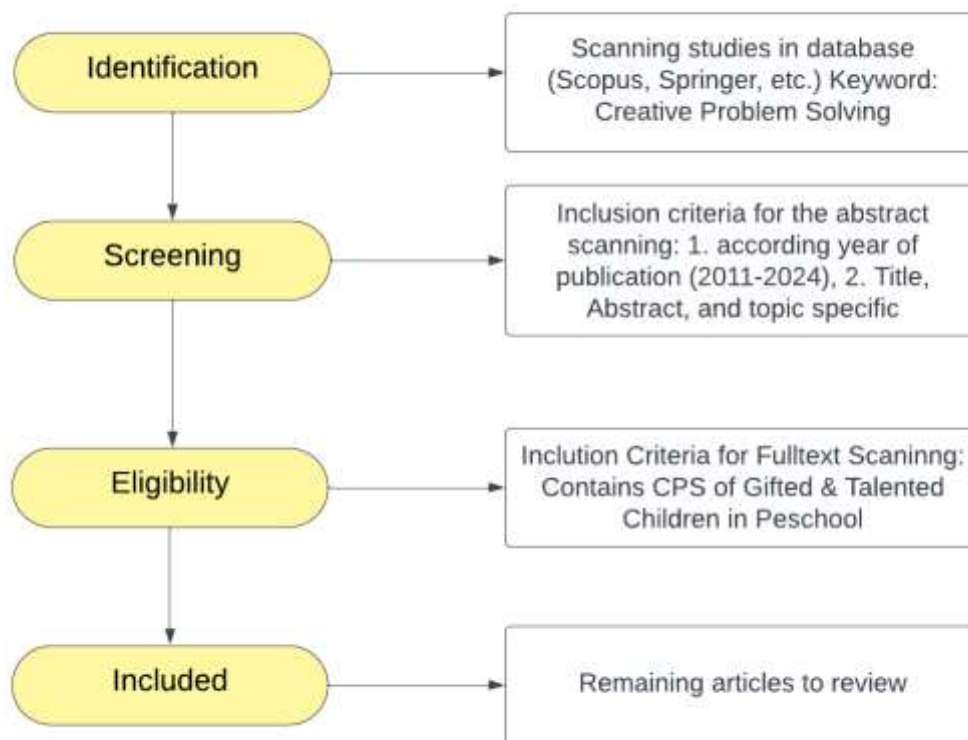 Identification
Scanning studies in database
(Scopus, Springer, etc.) Keyword:
Creative Problem Solving
Screening
Inclusion criteria for the abstract
scanning: 1. according year of
publication (2011-2024), 2. Title,
Abstract, and topic specific
Eligibility
Inclution Criteria for Fulltext Scaninng:
Contains CPS of Gifted & Talented
Children in Peschool
Included
Remaining articles to review